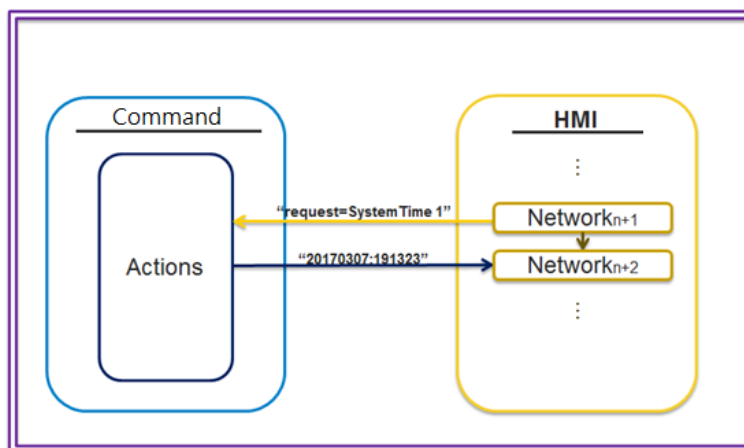 Command
HMI
⋮
"request=SystemTime 1"
Networkn+1
Actions
"20170307:191323"
Networkn+2
⋮